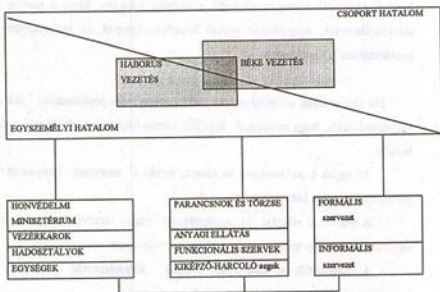 CSOPORT HATALOM
HÁBORÚS
VEZETÉS
BÉKE VEZETÉS
EGYSZEMÉLYI HATALOM
HONVÉDELMI
MINISZTÉRIUM
VEZÉRKAROK
HADOSZTÁLYOK
EGYSÉGEK
PARANCSNOK ÉS TÖRZSE
ANYAGI ELLÁTÁS
FUNKCIONÁLIS SZERVEK
KIKÉPZŐ-HARCOLÓ
FORMÁLIS
szervezet
INFORMÁLIS
szervezet